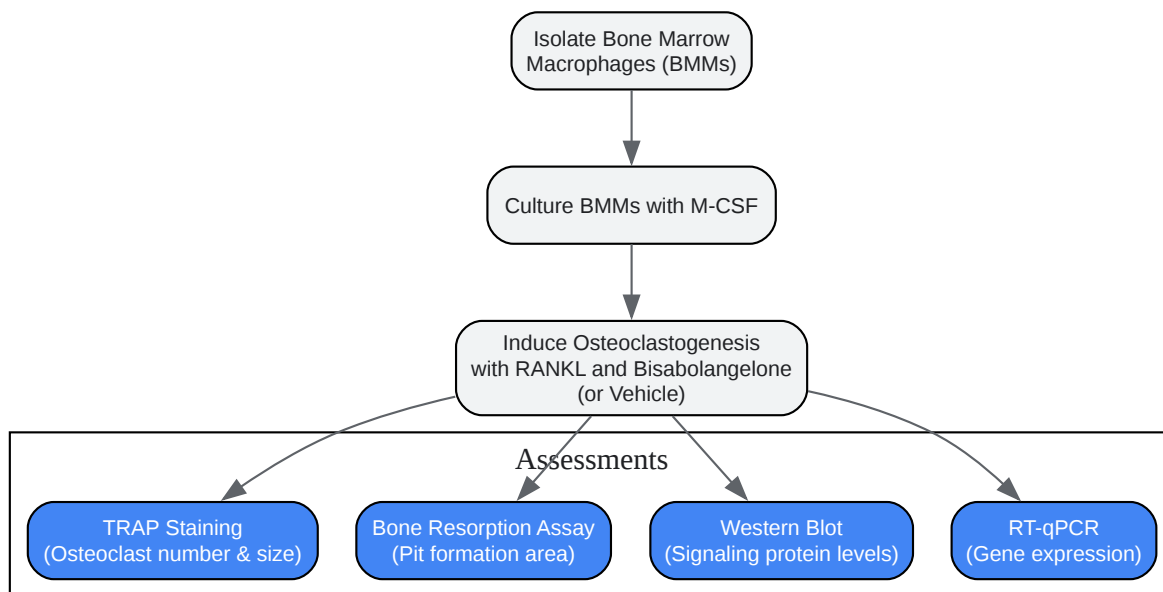 Isolate Bone Marrow
Macrophages (BMMs)
Culture BMMs with M-CSF
Induce Osteoclastogenesis
with RANKL and Bisabolangelone
(or Vehicle)
Assessments
TRAP Staining
(Osteoclast number & size)
Bone Resorption Assay
(Pit formation area)
Western Blot
(Signaling protein levels)
RT-qPCR
(Gene expression)